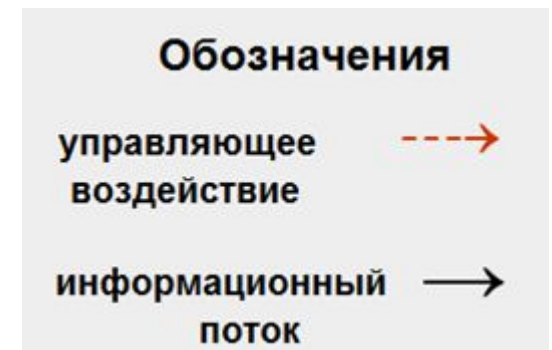 Обозначения
управляющее
воздействие
информационный
поток